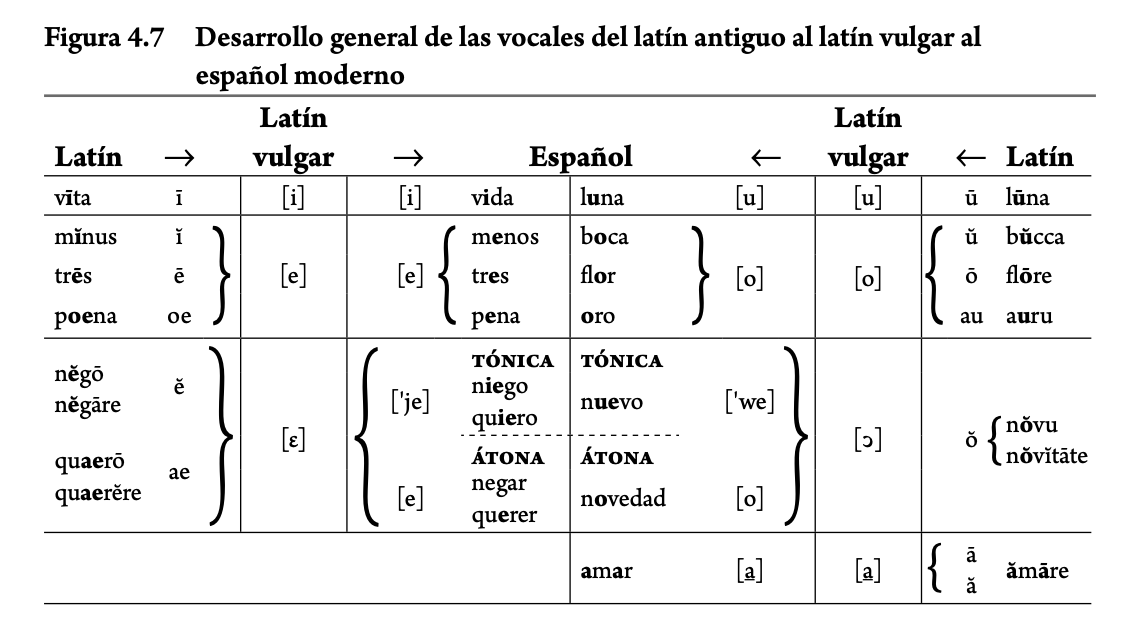 Figura 4.7 Desarrollo general de las vocales del latín antiguo al latín vulgar al
español moderno
Latín → Latín vulgar → Español ← Latín vulgar ← Latín
vīta ī [i] [i] vida luna [u] [u] ū lūna
mĭnus ĭ menos boca ŭ bŭcca
trēs ē [e] [e] tres flor [o] [o] ō flōre
poena oe pena oro au auru
TÓNICA TÓNICA
nĕgō niego
nĕgāre ĕ ['je] quiero nuevo ['we]
[ɛ] [ɔ] ŏ nŏvu
nŏvĭtāte
quaerō ÁTONA ÁTONA
quaerĕre ae [e] negar novedad [o]
querer
amar [a̱] [a̱] ā ămāre
ă